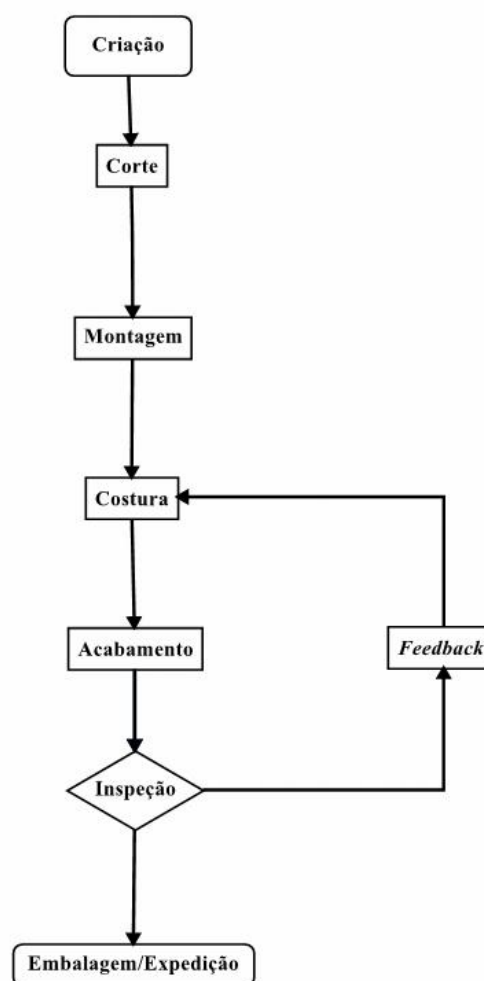 Criação
Corte
Montagem
Costura
Acabamento
Feedback
Inspeção
Embalagem/Expedição